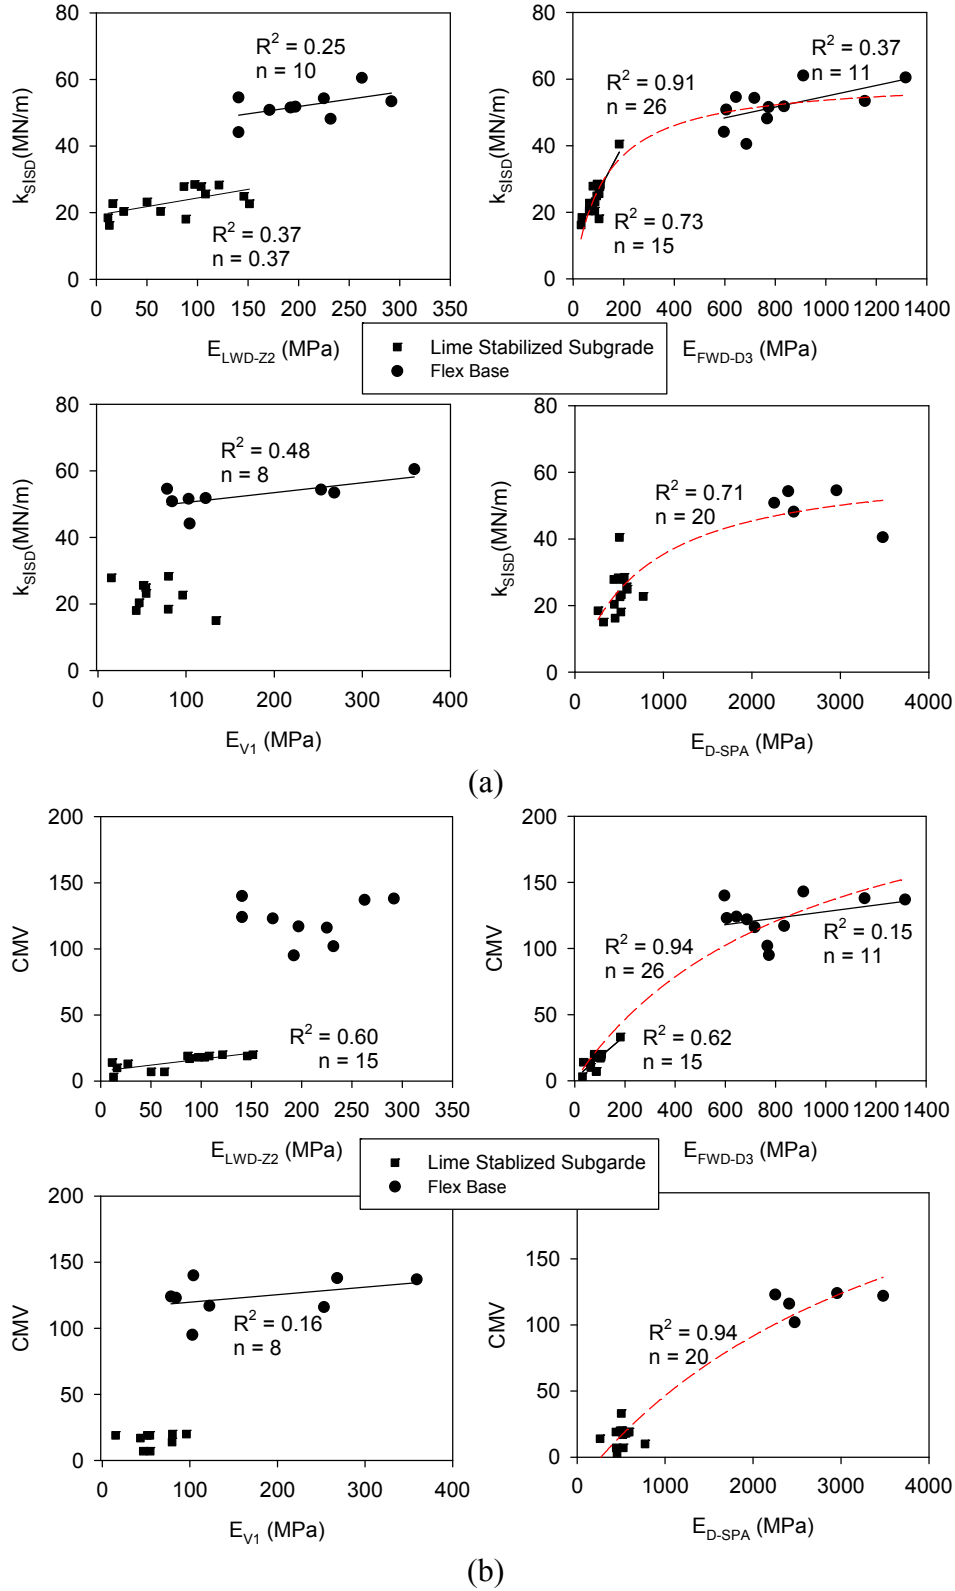 80
60
40
20
0
k_SISD(MN/m)
R² = 0.25
n = 10
R² = 0.37
n = 0.37
0 50 100 150 200 250 300 350
E_LWD-Z2 (MPa)
80
60
40
20
0
k_SISD(MN/m)
R² = 0.37
n = 11
R² = 0.91
n = 26
R² = 0.73
n = 15
0 200 400 600 800 1000 1200 1400
E_FWD-D3 (MPa)
Lime Stabilized Subgrade
Flex Base
80
60
40
20
0
k_SISD(MN/m)
R² = 0.48
n = 8
0 100 200 300 400
E_V1 (MPa)
80
60
40
20
0
k_SISD(MN/m)
R² = 0.71
n = 20
0 1000 2000 3000 4000
E_D-SPA (MPa)
(a)
200
150
100
50
0
CMV
R² = 0.60
n = 15
0 50 100 150 200 250 300 350
E_LWD-Z2 (MPa)
200
150
100
50
0
CMV
R² = 0.94
n = 26
R² = 0.15
n = 11
R² = 0.62
n = 15
0 200 400 600 800 1000 1200 1400
E_FWD-D3 (MPa)
Lime Stablized Subgarde
Flex Base
200
150
100
50
0
CMV
R² = 0.16
n = 8
0 100 200 300 400
E_V1 (MPa)
150
100
50
0
CMV
R² = 0.94
n = 20
0 1000 2000 3000 4000
E_D-SPA (MPa)
(b)